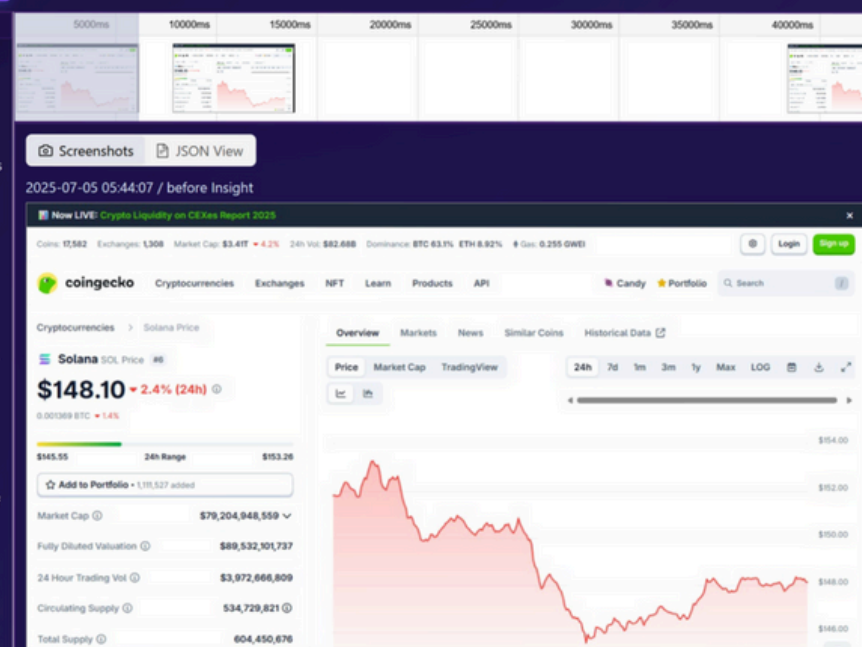 5000ms 10000ms 15000ms 20000ms 25000ms 30000ms 35000ms 40000ms
Screenshots JSON View
2025-07-05 05:44:07 / before Insight
Now LIVE: Crypto Liquidity on CEXes Report 2025
Coins: 17,582 Exchanges: 1,308 Market Cap: $3.41T 4.2% 24h Vol: $82.68B Dominance: BTC 63.1% ETH 8.92% Gas: 0.255 GWEI Login Sign up
coingecko Cryptocurrencies Exchanges NFT Learn Products API Candy Portfolio Search /
Cryptocurrencies > Solana Price
Overview Markets News Similar Coins Historical Data
Solana SOL Price #6
Price Market Cap TradingView 24h 7d 1m 3m 1y Max LOG
$148.10 2.4% (24h)
0.001369 BTC 1.4%
$145.55 24h Range $153.26
Add to Portfolio • 1,111,527 added
Market Cap $79,204,948,559
Fully Diluted Valuation $89,532,101,737
24 Hour Trading Vol $3,972,666,809
Circulating Supply 534,729,821
Total Supply 604,450,676
$154.00
$152.00
$150.00
$148.00
$146.00